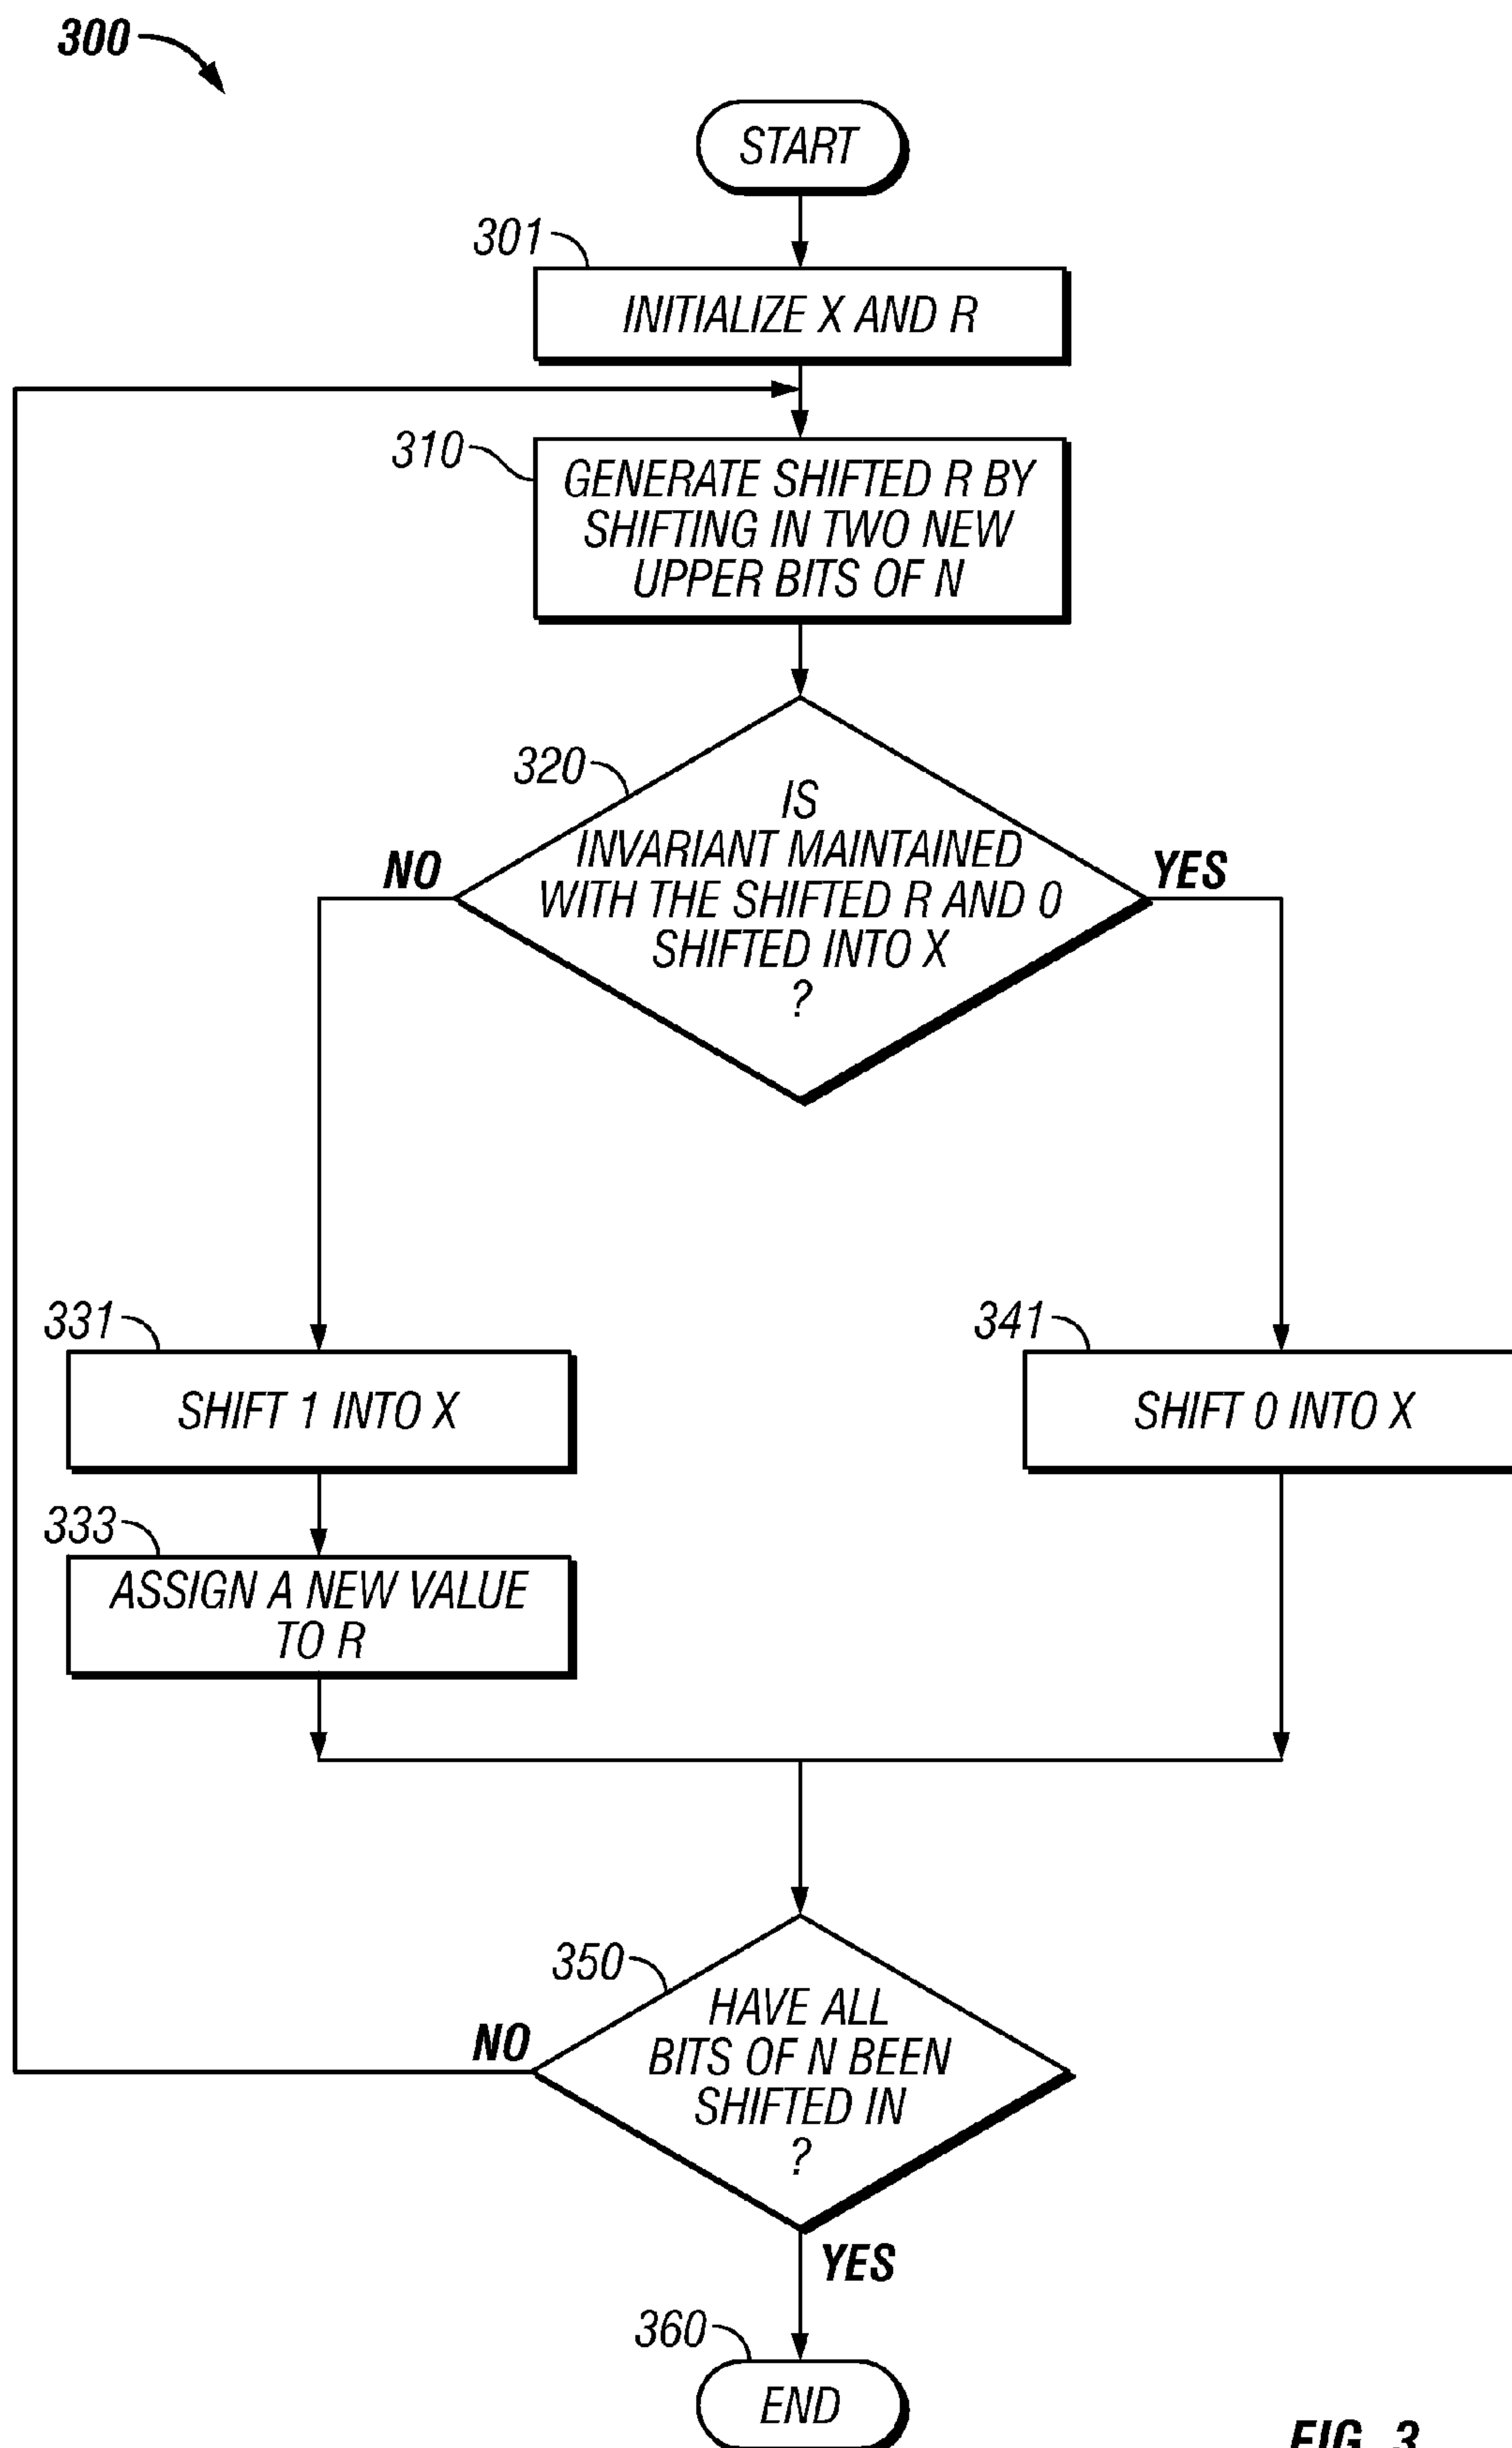 300
START
301
INITIALIZE X AND R
310
GENERATE SHIFTED R BY
SHIFTING IN TWO NEW
UPPER BITS OF N
320
IS
INVARIANT MAINTAINED
WITH THE SHIFTED R AND 0
SHIFTED INTO X
?
NO
YES
331
SHIFT 1 INTO X
341
SHIFT 0 INTO X
333
ASSIGN A NEW VALUE
TO R
350
HAVE ALL
BITS OF N BEEN
SHIFTED IN
?
NO
YES
360
END
FIG. 3